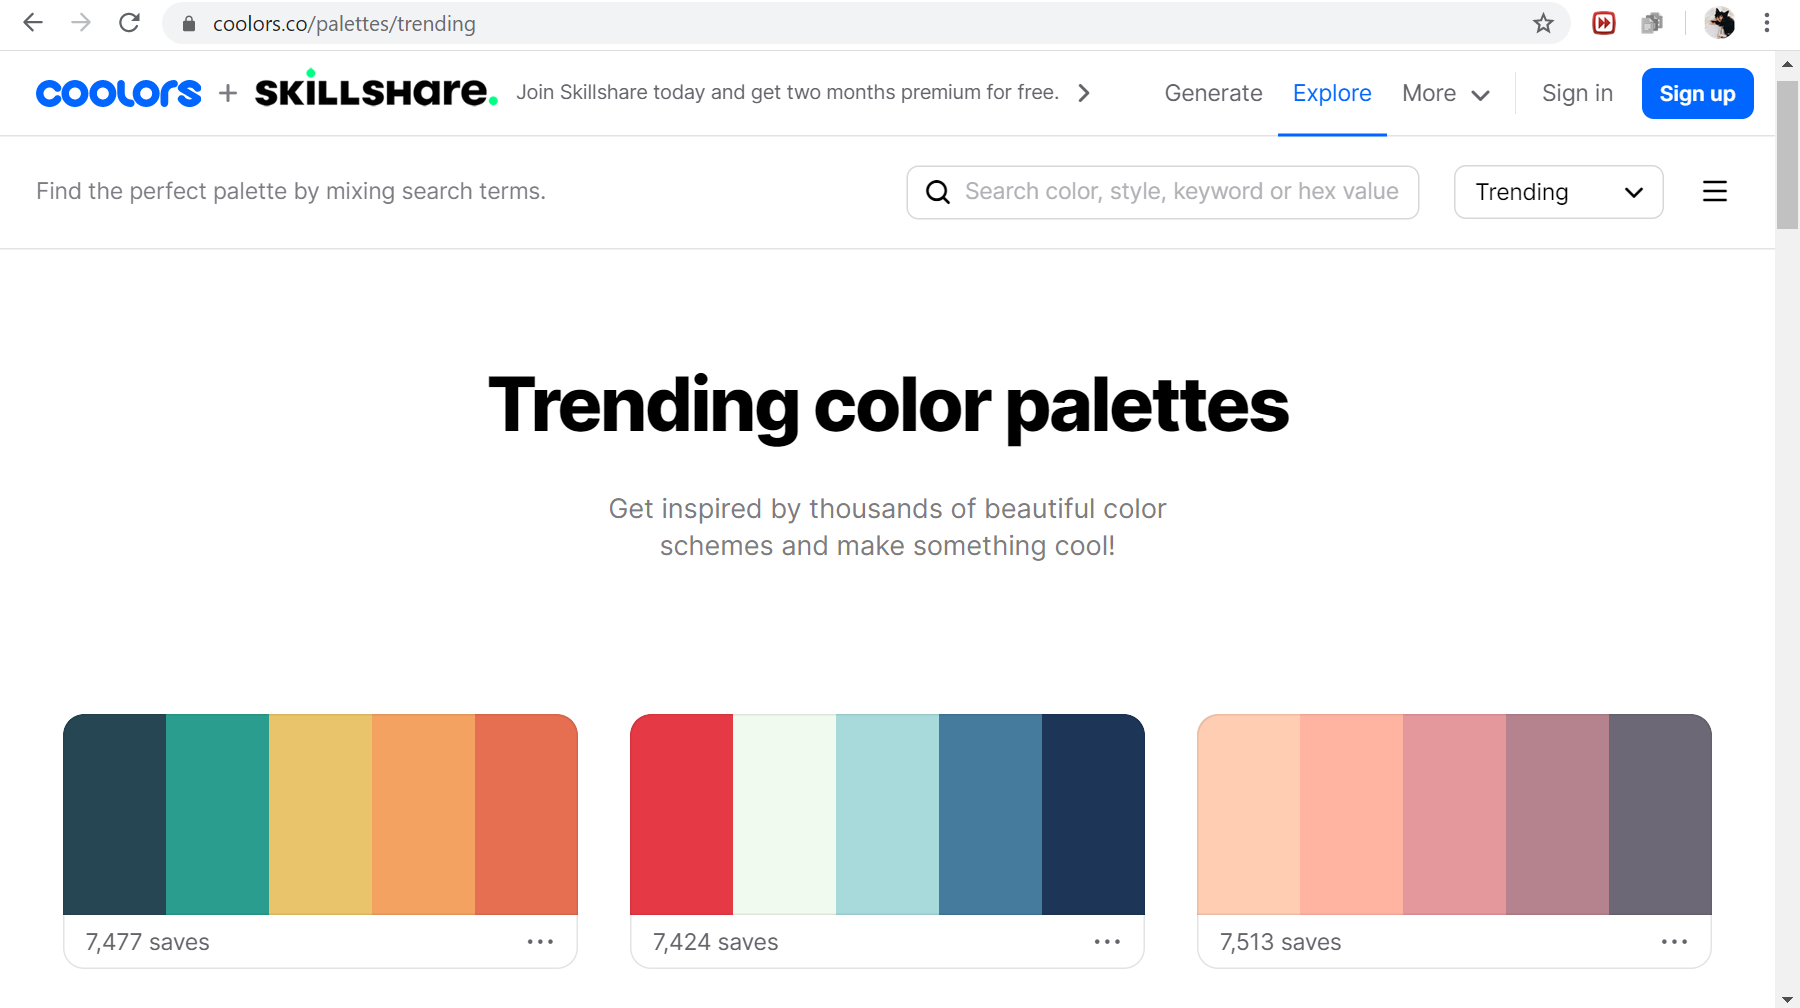 coolors.co/palettes/trending
coolors + SKILLSHare. Join Skillshare today and get two months premium for free. Generate Explore More Sign in Sign up
Find the perfect palette by mixing search terms. Search color, style, keyword or hex value Trending
Trending color palettes
Get inspired by thousands of beautiful color
schemes and make something cool!
7,477 saves 7,424 saves 7,513 saves